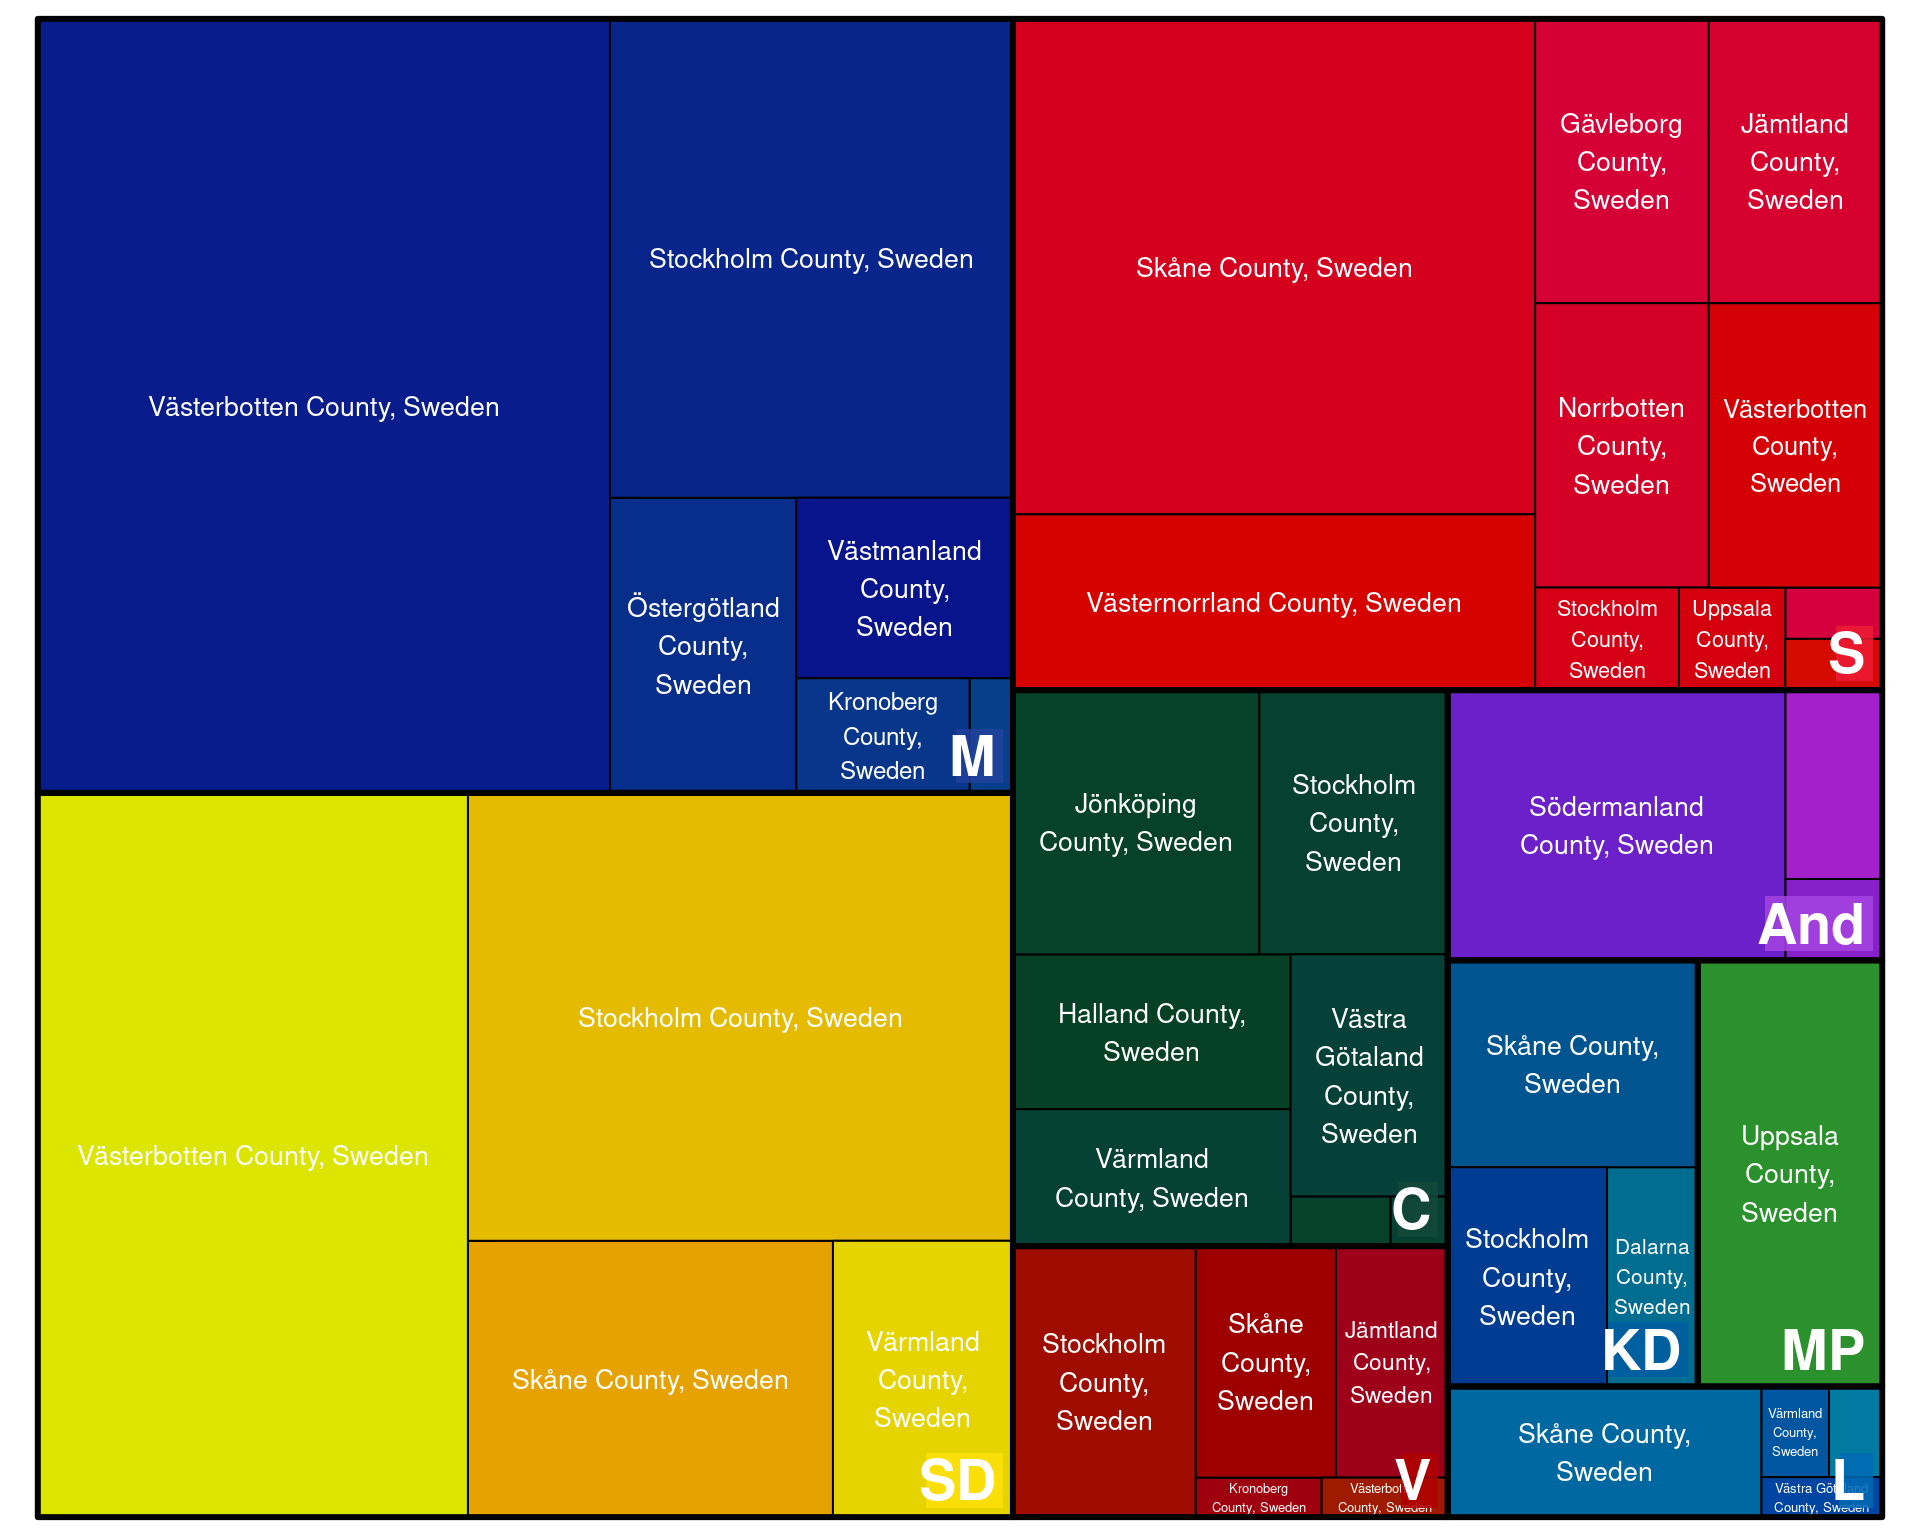 Västerbotten County, Sweden
Stockholm County, Sweden
Östergötland
County,
Sweden
Västmanland
County,
Sweden
Kronoberg
County,
Sweden
M
Skåne County, Sweden
Gävleborg
County,
Sweden
Jämtland
County,
Sweden
Norrbotten
County,
Sweden
Västerbotten
County,
Sweden
Västernorrland County, Sweden
Stockholm
County,
Sweden
Uppsala
County,
Sweden
S
Västerbotten County, Sweden
Stockholm County, Sweden
Skåne County, Sweden
Värmland
County,
Sweden
SD
Jönköping
County, Sweden
Stockholm
County,
Sweden
Halland County,
Sweden
Västra
Götaland
County,
Sweden
Värmland
County, Sweden
C
Södermanland
County, Sweden
And
Skåne County,
Sweden
Stockholm
County,
Sweden
Dalarna
County,
Sweden
KD
Uppsala
County,
Sweden
MP
Stockholm
County,
Sweden
Skåne
County,
Sweden
Jämtland
County,
Sweden
Kronoberg
County, Sweden
County, Sweden
V
Skåne County,
Sweden
Värmland
County,
Sweden
Västra
County, Sweden
L